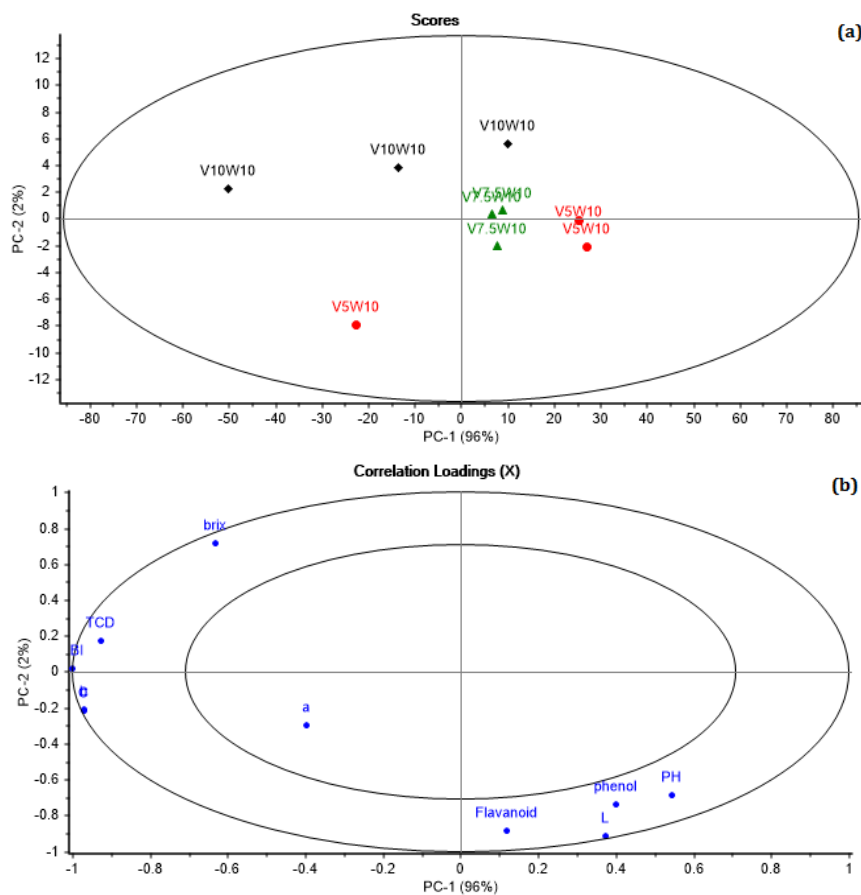 Scores
(a)
PC-2 (2%)
12
10
8
6
4
2
0
-2
-4
-6
-8
-10
-12
V10W10
V10W10
V10W10
V7.5W10
V7.5W10
V7.5W10
V5W10
V5W10
V5W10
-80 -70 -60 -50 -40 -30 -20 -10 0 10 20 30 40 50 60 70 80
PC-1 (96%)
Correlation Loadings (X)
(b)
PC-2 (2%)
1
0.8
0.6
0.4
0.2
0
-0.2
-0.4
-0.6
-0.8
-1
brix
TCD
BI
a
PH
phenol
Flavanoid
L
-1 -0.8 -0.6 -0.4 -0.2 0 0.2 0.4 0.6 0.8 1
PC-1 (96%)